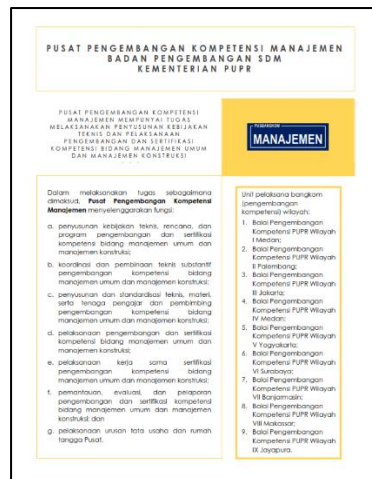 PUSAT PENGEMBANGAN KOMPETENSI MANAJEMEN
BADAN PENGEMBANGAN SDM
KEMENTERIAN PUPR
PUSAT PENGEMBANGAN KOMPETENSI
MANAJEMEN MEMPUNYAI TUGAS
MELAKSANAKAN PENYUSUNAN KEBIJAKAN
TEKNIS DAN PELAKSANAAN
PENGEMBANGAN DAN SERTIFIKASI
KOMPETENSI BIDANG MANAJEMEN UMUM
DAN MANAJEMEN KONSTRUKSI
MANAJEMEN
Dalam melaksanakan tugas sebagaimana
dimaksud, Pusat Pengembangan Kompetensi
Manajemen menyelenggarakan fungsi:
a. penyusunan kebijakan teknis, rencana, dan
program pengembangan dan sertifikasi
kompetensi bidang manajemen umum dan
manajemen konstruksi;
b. koordinasi dan pembinaan teknis substantif
pengembangan kompetensi bidang
manajemen umum dan manajemen konstruksi;
c. penyusunan dan standardisasi teknis, materi,
serta tenaga pengajar dan pembimbing
pengembangan kompetensi bidang
manajemen umum dan manajemen konstruksi;
d. pelaksanaan pengembangan dan sertifikasi
kompetensi bidang manajemen umum dan
manajemen konstruksi;
e. pelaksanaan kerja sama sertifikasi
pengembangan kompetensi bidang
manajemen umum dan manajemen konstruksi;
f. pemantauan, evaluasi, dan pelaporan
pengembangan dan sertifikasi kompetensi
bidang manajemen umum dan manajemen
konstruksi; dan
g. pelaksanaan urusan tata usaha dan rumah
tangga Pusat.
Unit pelaksana bangkom
(pengembangan
kompetensi) wilayah:
1. Balai Pengembangan
Kompetensi PUPR Wilayah
I Medan;
2. Balai Pengembangan
Kompetensi PUPR Wilayah
II Palembang;
3. Balai Pengembangan
Kompetensi PUPR Wilayah
III Jakarta;
4. Balai Pengembangan
Kompetensi PUPR Wilayah
IV Medan;
5. Balai Pengembangan
Kompetensi PUPR Wilayah
V Yogyakarta;
6. Balai Pengembangan
Kompetensi PUPR Wilayah
VI Surabaya;
7. Balai Pengembangan
Kompetensi PUPR Wilayah
VII Banjarmasin;
8. Balai Pengembangan
Kompetensi PUPR Wilayah
VIII Makassar;
9. Balai Pengembangan
Kompetensi PUPR Wilayah
IX Jayapura.